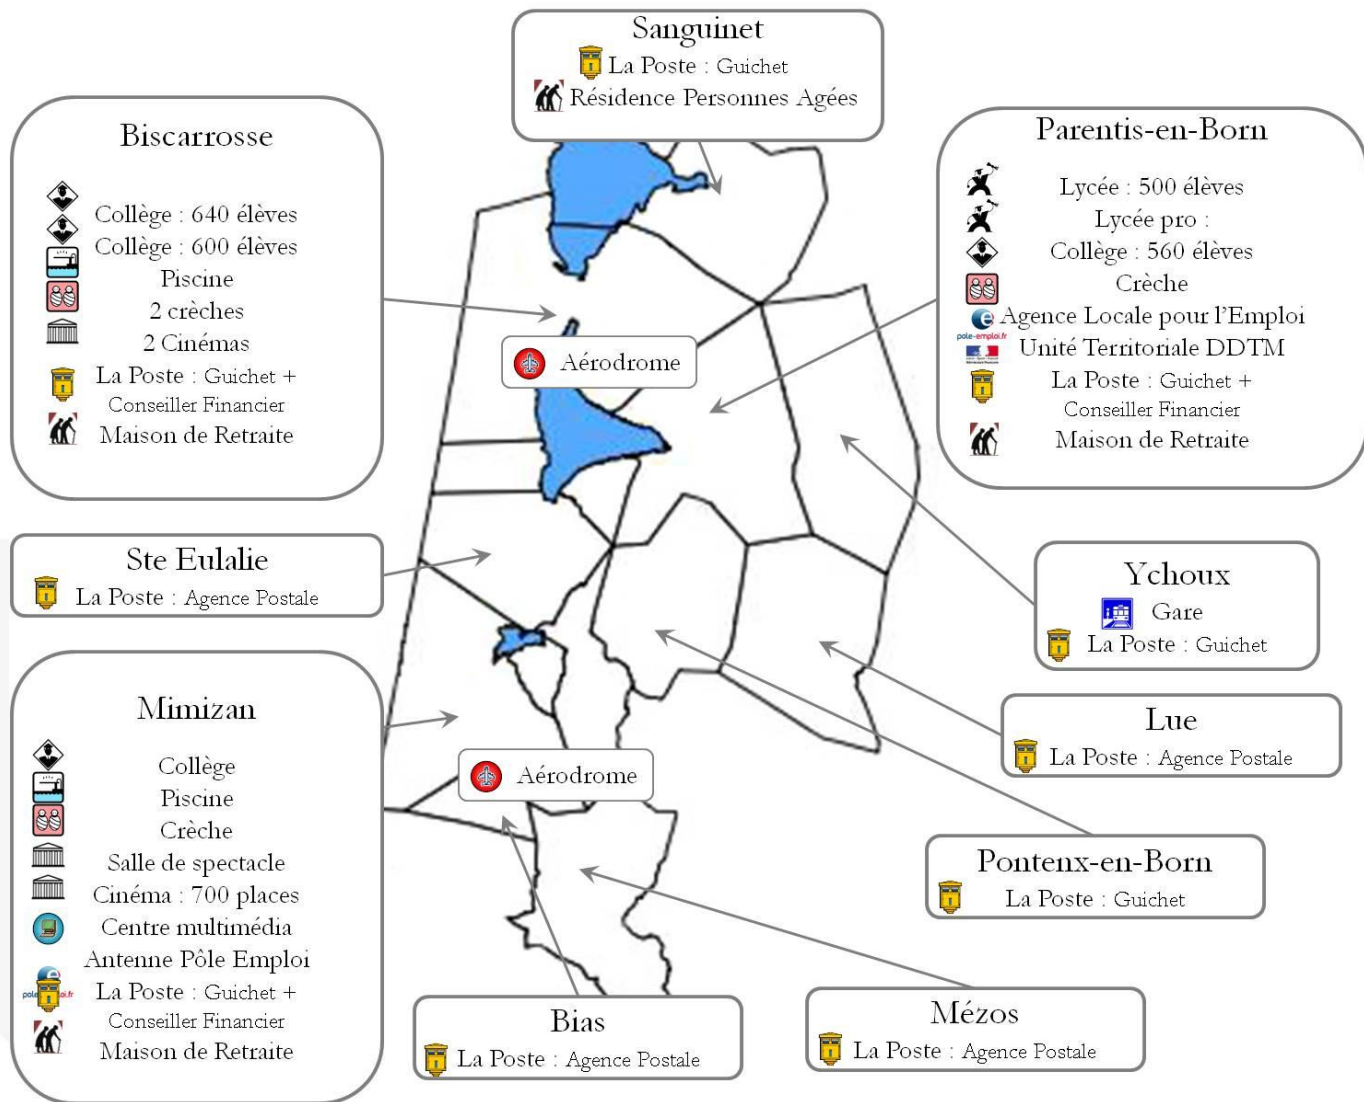 Sanguinet
La Poste : Guichet
Résidence Personnes Agées
Biscarrosse
Collège : 640 élèves
Collège : 600 élèves
Piscine
2 crèches
2 Cinémas
La Poste : Guichet +
Conseiller Financier
Maison de Retraite
Parentis-en-Born
Lycée : 500 élèves
Lycée pro :
Collège : 560 élèves
Crèche
Agence Locale pour l'Emploi
pole-emploi.fr
Unité Territoriale DDTM
La Poste : Guichet +
Conseiller Financier
Maison de Retraite
Aérodrome
Ste Eulalie
La Poste : Agence Postale
Ychoux
Gare
La Poste : Guichet
Mimizan
Collège
Piscine
Crèche
Salle de spectacle
Cinéma : 700 places
Centre multimédia
Antenne Pôle Emploi
La Poste : Guichet +
Conseiller Financier
Maison de Retraite
Lue
La Poste : Agence Postale
Aérodrome
Pontenx-en-Born
La Poste : Guichet
Bias
La Poste : Agence Postale
Mézos
La Poste : Agence Postale